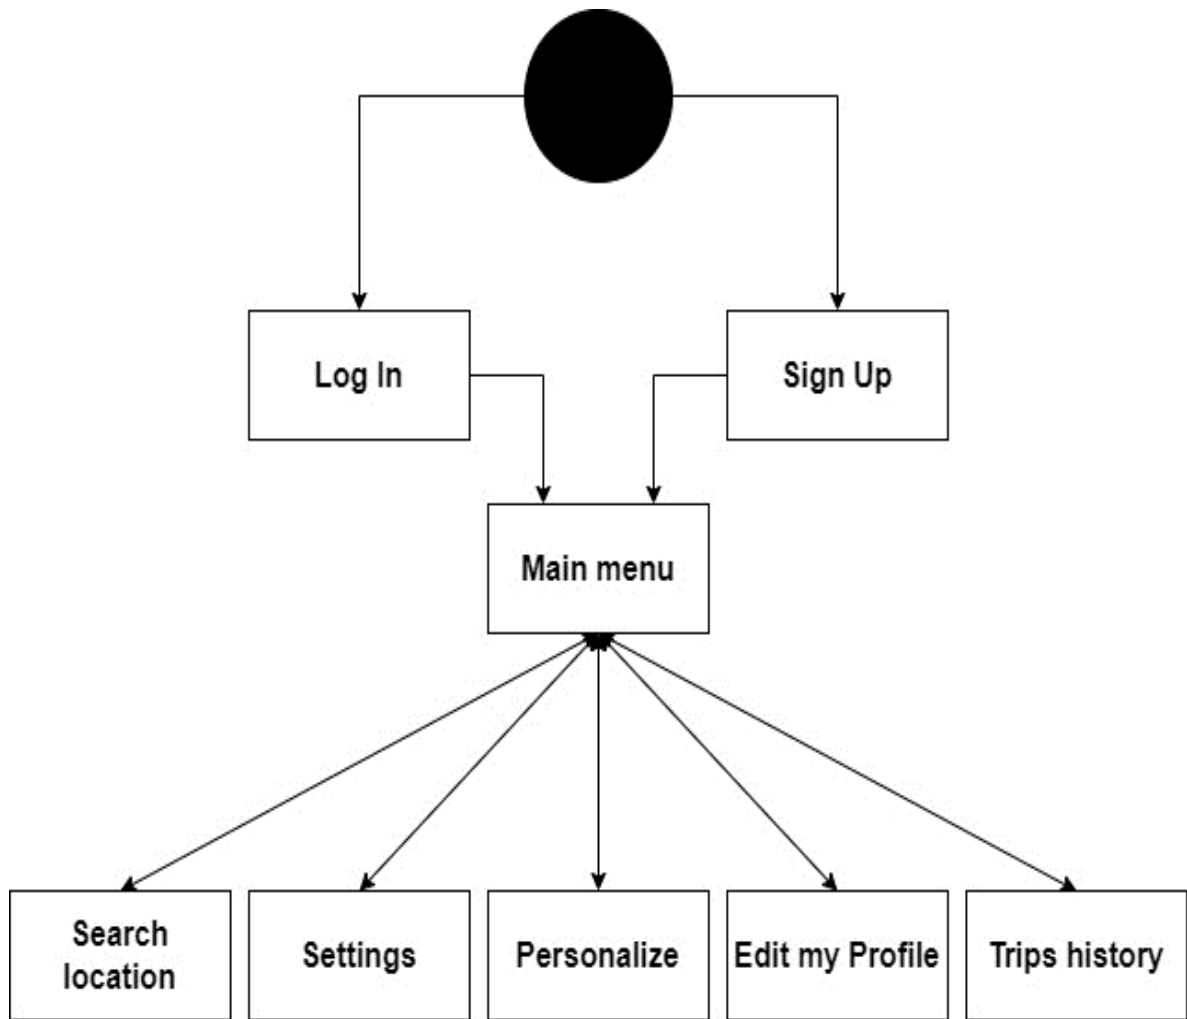 Log In
Sign Up
Main menu
Search
location
Settings
Personalize
Edit my Profile
Trips history